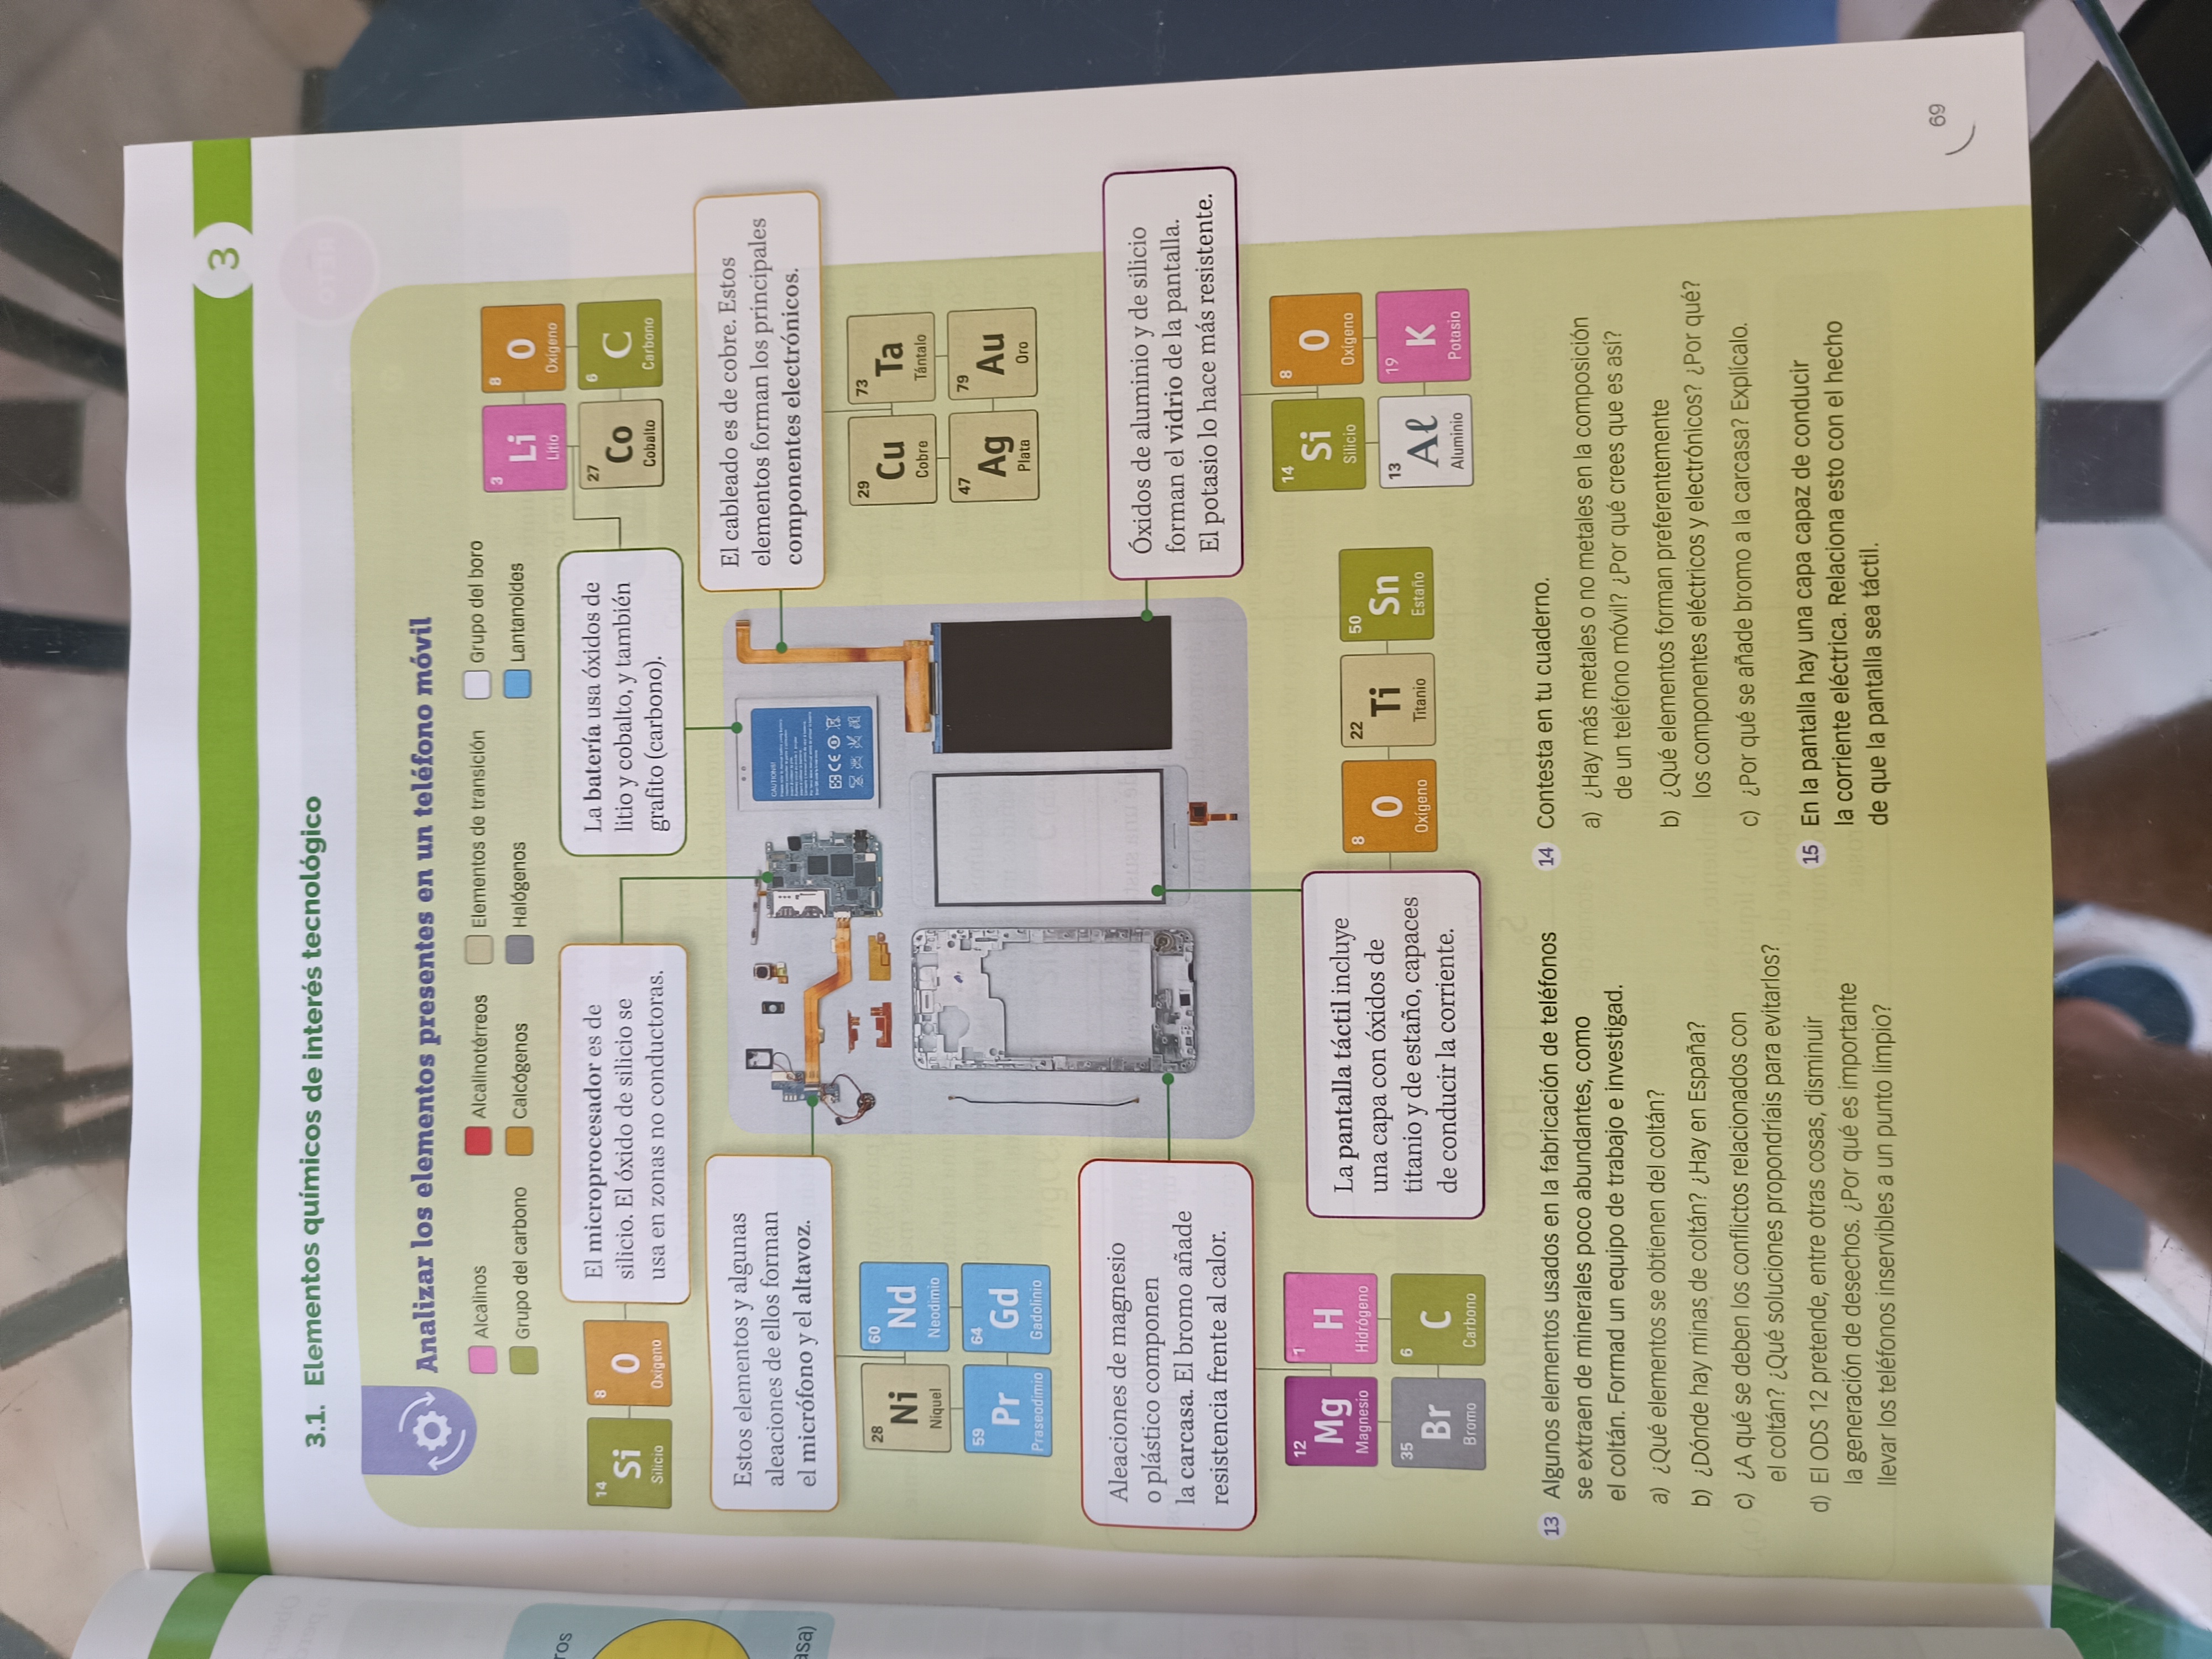 3
3.1. Elementos químicos de interés tecnológico
Analizar los elementos presentes en un teléfono móvil
Alcalinos
Alcalinotérreos
Elementos de transición
Grupo del boro
Grupo del carbono
Calcógenos
Halógenos
Lantanoides
14
Si
Silicio
8
O
Oxígeno
El microprocesador es de
silicio. El óxido de silicio se
usa en zonas no conductoras.
La batería usa óxidos de
litio y cobalto, y también
grafito (carbono).
3
Li
Litio
8
O
Oxígeno
27
Co
Cobalto
6
C
Carbono
Estos elementos y algunas
aleaciones de ellos forman
el micrófono y el altavoz.
28
Ni
Níquel
60
Nd
Neodimio
59
Pr
Praseodimio
64
Gd
Gadolinio
El cableado es de cobre. Estos
elementos forman los principales
componentes electrónicos.
29
Cu
Cobre
73
Ta
Tántalo
47
Ag
Plata
79
Au
Oro
CAUTION!
CE
Aleaciones de magnesio
o plástico componen
la carcasa. El bromo añade
resistencia frente al calor.
12
Mg
Magnesio
1
H
Hidrógeno
35
Br
Bromo
6
C
Carbono
La pantalla táctil incluye
una capa con óxidos de
titanio y de estaño, capaces
de conducir la corriente.
8
O
Oxígeno
22
Ti
Titanio
50
Sn
Estaño
Óxidos de aluminio y de silicio
forman el vidrio de la pantalla.
El potasio lo hace más resistente.
14
Si
Silicio
8
O
Oxígeno
13
Aℓ
Aluminio
19
K
Potasio
13 Algunos elementos usados en la fabricación de teléfonos
se extraen de minerales poco abundantes, como
el coltán. Formad un equipo de trabajo e investigad.
a) ¿Qué elementos se obtienen del coltán?
b) ¿Dónde hay minas de coltán? ¿Hay en España?
c) ¿A qué se deben los conflictos relacionados con
el coltán? ¿Qué soluciones propondríais para evitarlos?
d) El ODS 12 pretende, entre otras cosas, disminuir
la generación de desechos. ¿Por qué es importante
llevar los teléfonos inservibles a un punto limpio?
14 Contesta en tu cuaderno.
a) ¿Hay más metales o no metales en la composición
de un teléfono móvil? ¿Por qué crees que es así?
b) ¿Qué elementos forman preferentemente
los componentes eléctricos y electrónicos? ¿Por qué?
c) ¿Por qué se añade bromo a la carcasa? Explícalo.
15 En la pantalla hay una capa capaz de conducir
la corriente eléctrica. Relaciona esto con el hecho
de que la pantalla sea táctil.
69